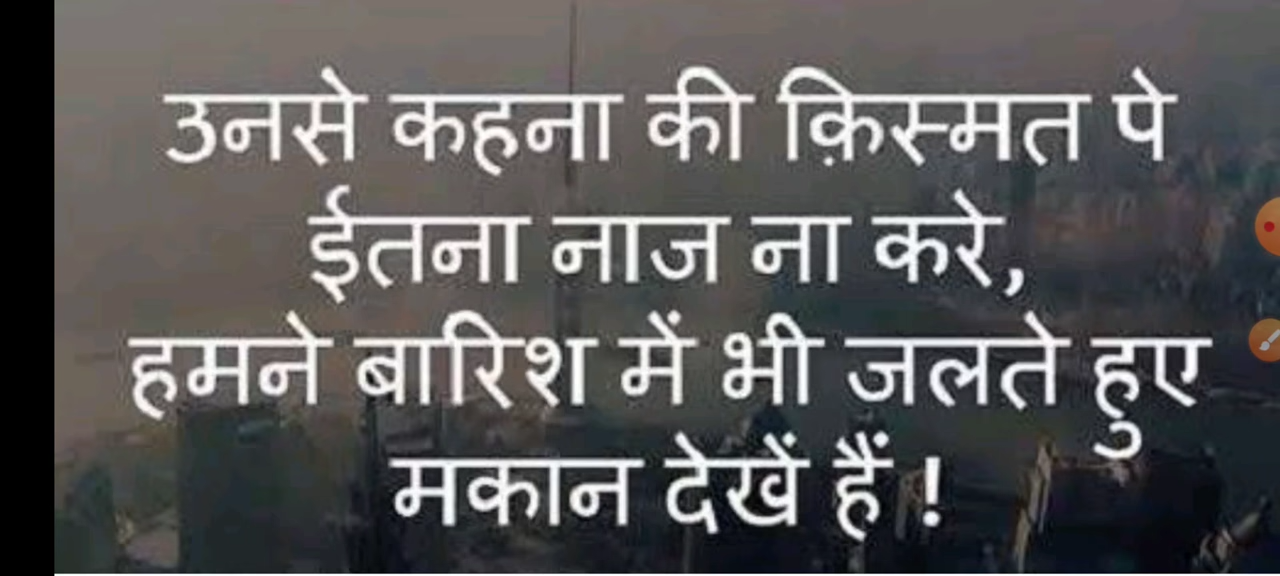 उनसे कहना की क़िस्मत पे
ईतना नाज ना करे,
हमने बारिश में भी जलते हुए
मकान देखें हैं !